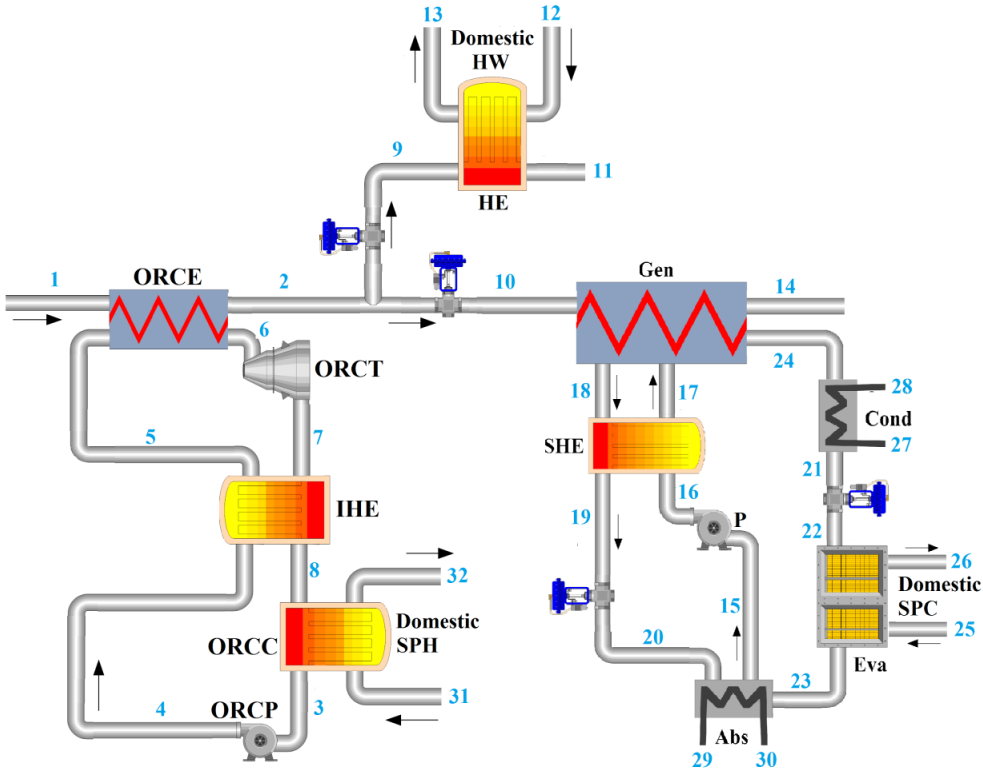 13
12
Domestic
HW
9
11
HE
1
ORCE
2
10
Gen
14
6
24
ORCT
18
17
28
Cond
5
7
SHE
27
21
16
IHE
19
P
22
8
26
32
Domestic
SPC
15
Domestic
SPH
ORCC
25
20
Eva
31
23
4
ORCP
3
Abs
29
30